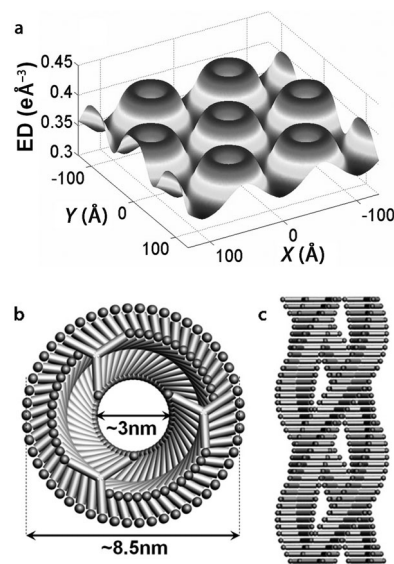 a
ED (eÅ⁻³)
0.45
0.4
0.35
0.3
-100
0
100
Y (Å)
100
0
-100
X (Å)
b
c
~3nm
~8.5nm